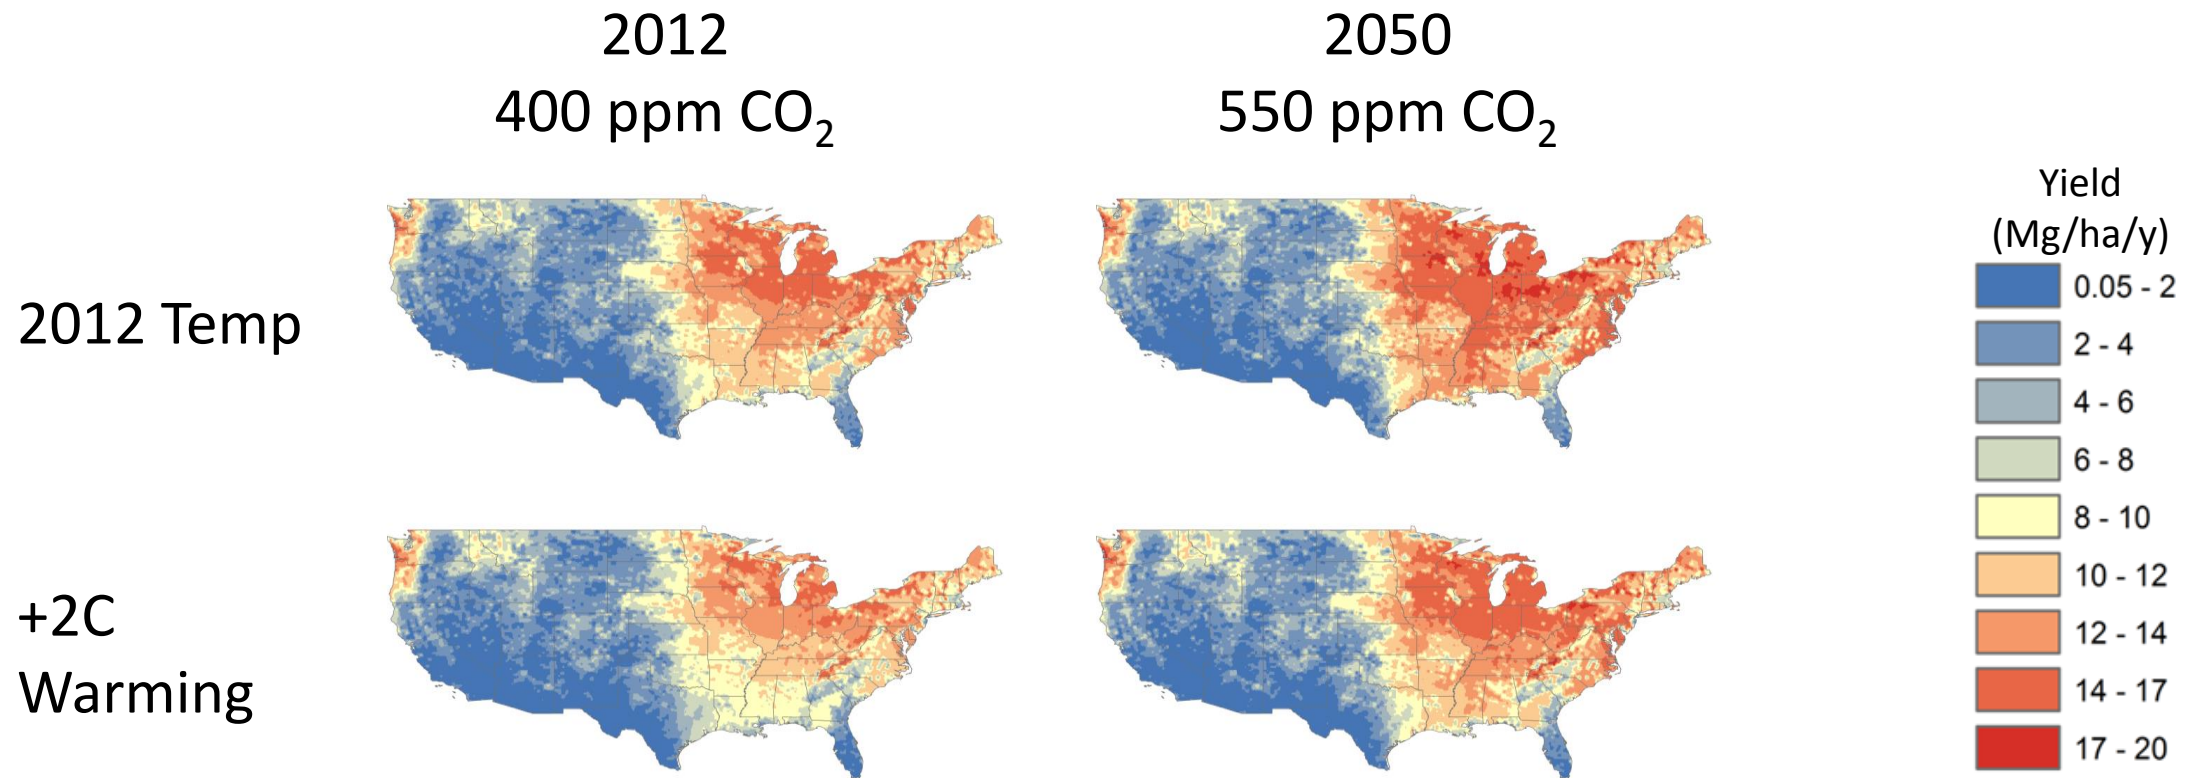 2012
400 ppm CO₂
2050
550 ppm CO₂
2012 Temp
+2C
Warming
Yield
(Mg/ha/y)
0.05 - 2
2 - 4
4 - 6
6 - 8
8 - 10
10 - 12
12 - 14
14 - 17
17 - 20